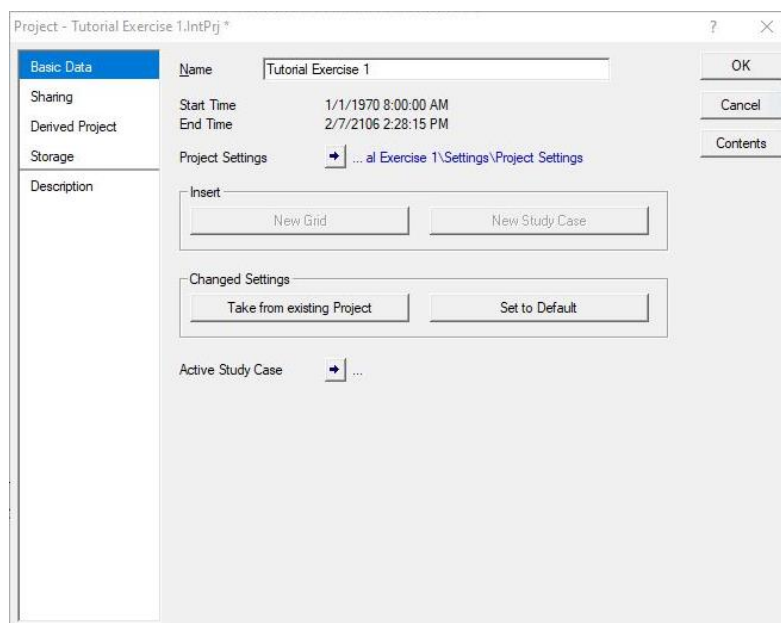 Project - Tutorial Exercise 1.IntPrj *
? 
Basic Data
Sharing
Derived Project
Storage
Description
Name Tutorial Exercise 1
Start Time 1/1/1970 8:00:00 AM
End Time 2/7/2106 2:28:15 PM
Project Settings ... al Exercise 1\Settings\Project Settings
Insert
New Grid New Study Case
Changed Settings
Take from existing Project Set to Default
Active Study Case ...
OK
Cancel
Contents